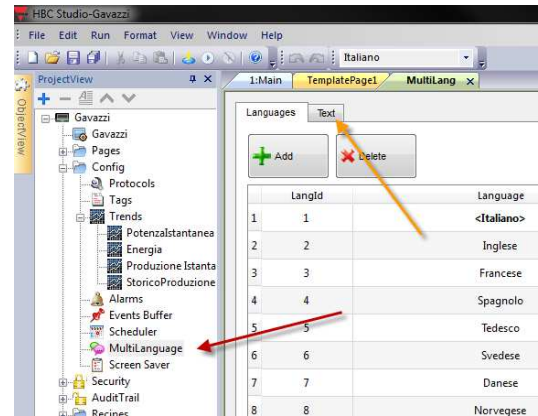 HBC Studio-Gavazzi
File Edit Run Format View Window Help
Italiano
ProjectView
1:Main TemplatePage1 MultiLang
ObjectView
Gavazzi
Gavazzi
Pages
Config
Protocols
Tags
Trends
PotenzaIstantanea
Energia
Produzione Istanta
StoricoProduzione
Alarms
Events Buffer
Scheduler
MultiLanguage
Screen Saver
Security
AuditTrail
Recipes
Languages Text
Add Delete
LangId Language
1 1 <Italiano>
2 2 Inglese
3 3 Francese
4 4 Spagnolo
5 5 Tedesco
6 6 Svedese
7 7 Danese
8 8 Norvegese